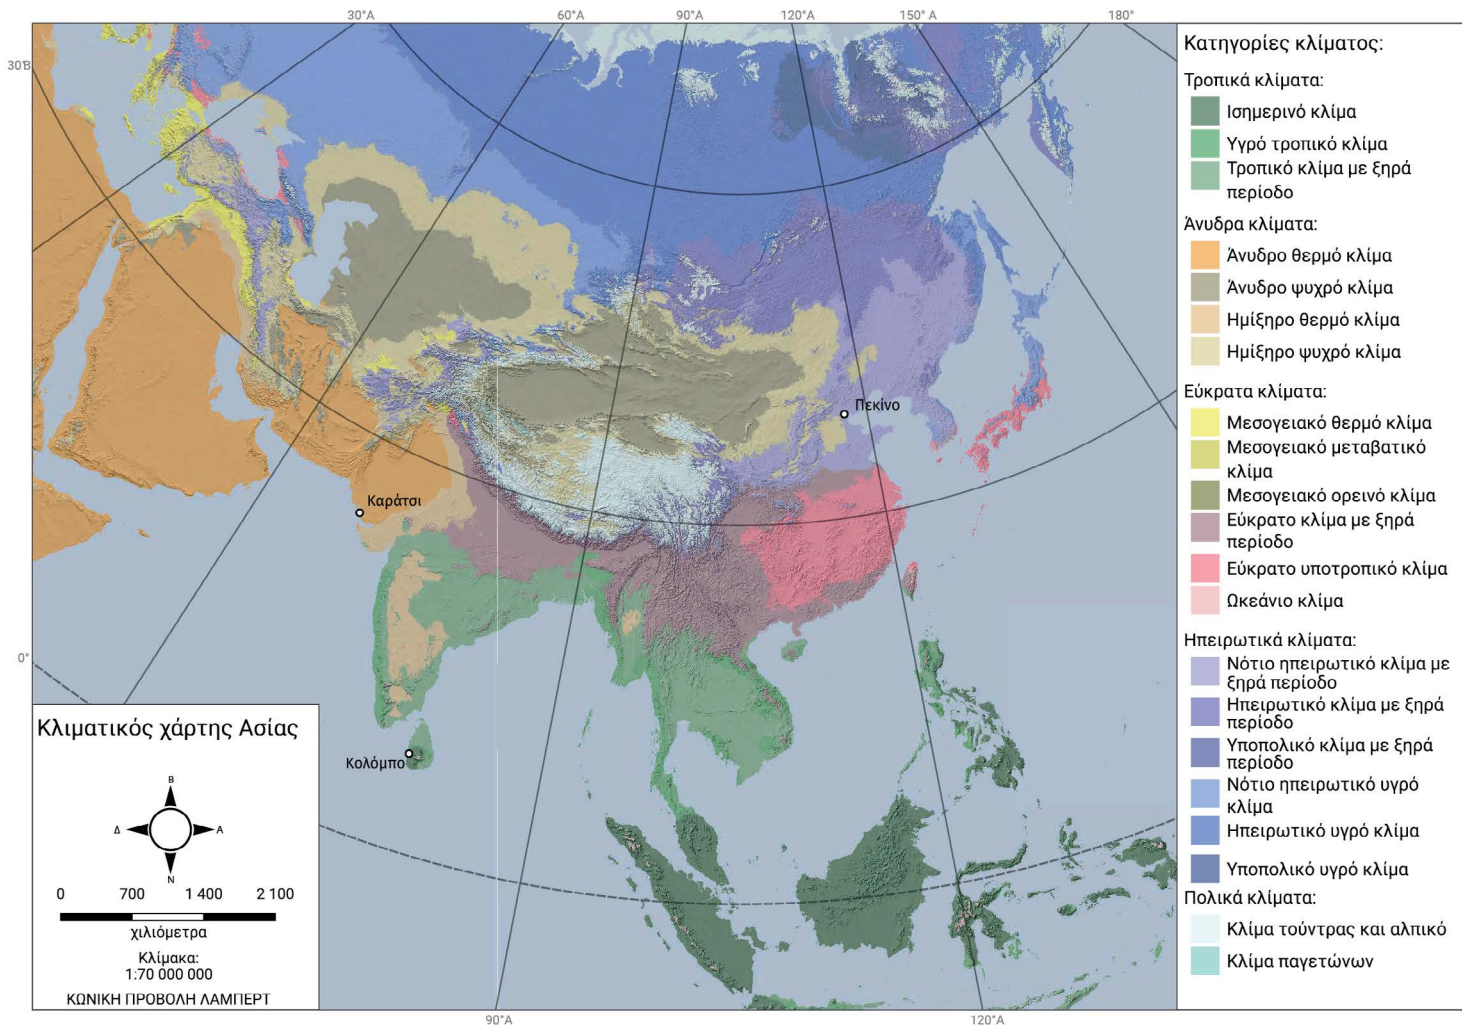 30°Α
60°Α
90°Α
120°Α
150° Α
180°
30°Β
0°
90°Α
120°Α
Πεκίνο
Καράτσι
Κολόμπο
Κλιματικός χάρτης Ασίας
Β
Δ
Α
Ν
0 700 1 400 2 100
χιλιόμετρα
Κλίμακα:
1:70 000 000
ΚΩΝΙΚΗ ΠΡΟΒΟΛΗ ΛΑΜΠΕΡΤ
Κατηγορίες κλίματος:
Τροπικά κλίματα:
Ισημερινό κλίμα
Υγρό τροπικό κλίμα
Τροπικό κλίμα με ξηρά
περίοδο
Άνυδρα κλίματα:
Άνυδρο θερμό κλίμα
Άνυδρο ψυχρό κλίμα
Ημίξηρο θερμό κλίμα
Ημίξηρο ψυχρό κλίμα
Εύκρατα κλίματα:
Μεσογειακό θερμό κλίμα
Μεσογειακό μεταβατικό
κλίμα
Μεσογειακό ορεινό κλίμα
Εύκρατο κλίμα με ξηρά
περίοδο
Εύκρατο υποτροπικό κλίμα
Ωκεάνιο κλίμα
Ηπειρωτικά κλίματα:
Νότιο ηπειρωτικό κλίμα με
ξηρά περίοδο
Ηπειρωτικό κλίμα με ξηρά
περίοδο
Υποπολικό κλίμα με ξηρά
περίοδο
Νότιο ηπειρωτικό υγρό
κλίμα
Ηπειρωτικό υγρό κλίμα
Υποπολικό υγρό κλίμα
Πολικά κλίματα:
Κλίμα τούντρας και αλπικό
Κλίμα παγετώνων